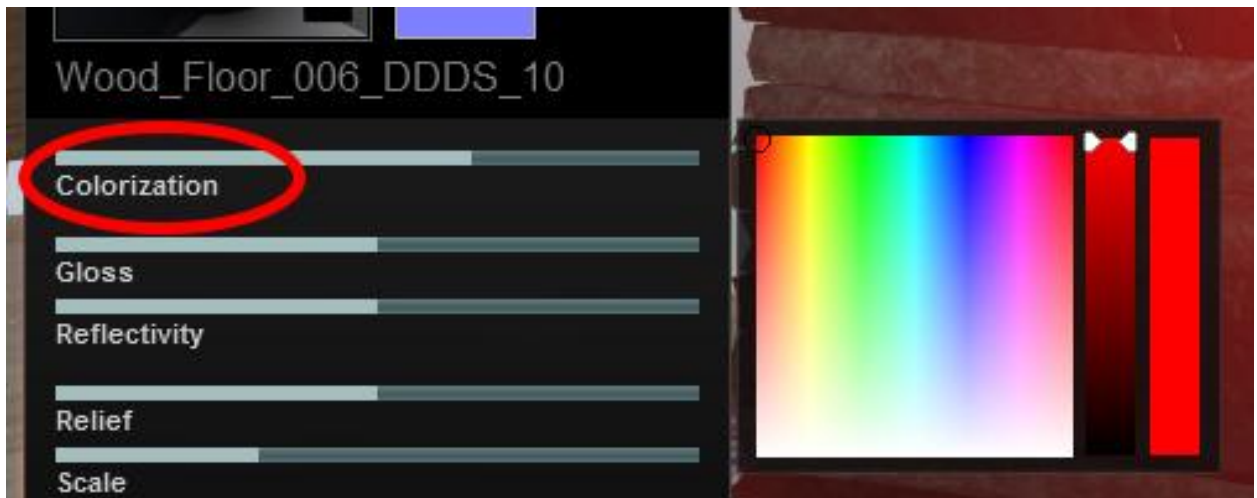 Wood_Floor_006_DDDS_10
Colorization
Gloss
Reflectivity
Relief
Scale